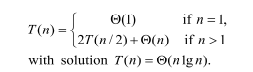 T(n) = { Θ(1) if n = 1,
2T(n/2) + Θ(n) if n > 1
with solution T(n) = Θ(n lg n).